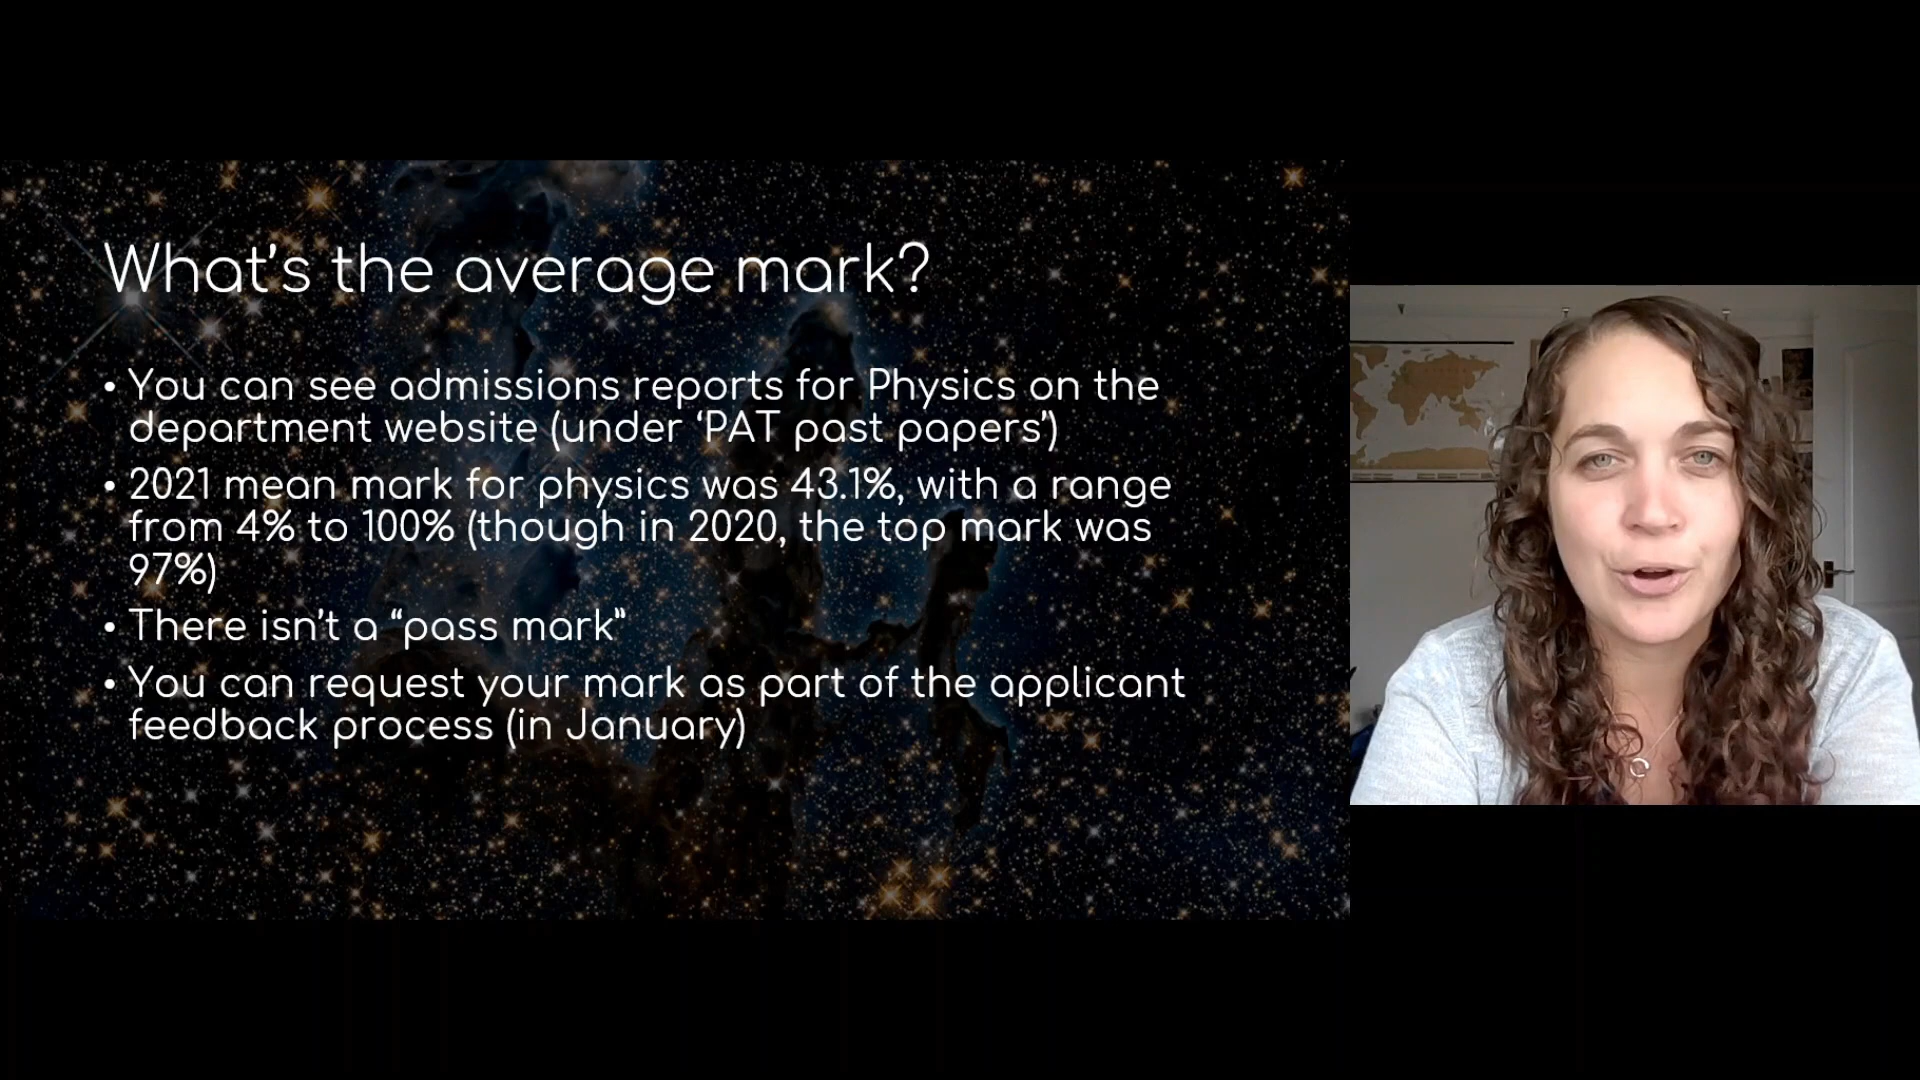 What's the average mark?
• You can see admissions reports for Physics on the
department website (under ‘PAT past papers’)
• 2021 mean mark for physics was 43.1%, with a range
from 4% to 100% (though in 2020, the top mark was
97%)
• There isn't a “pass mark”
• You can request your mark as part of the applicant
feedback process (in January)